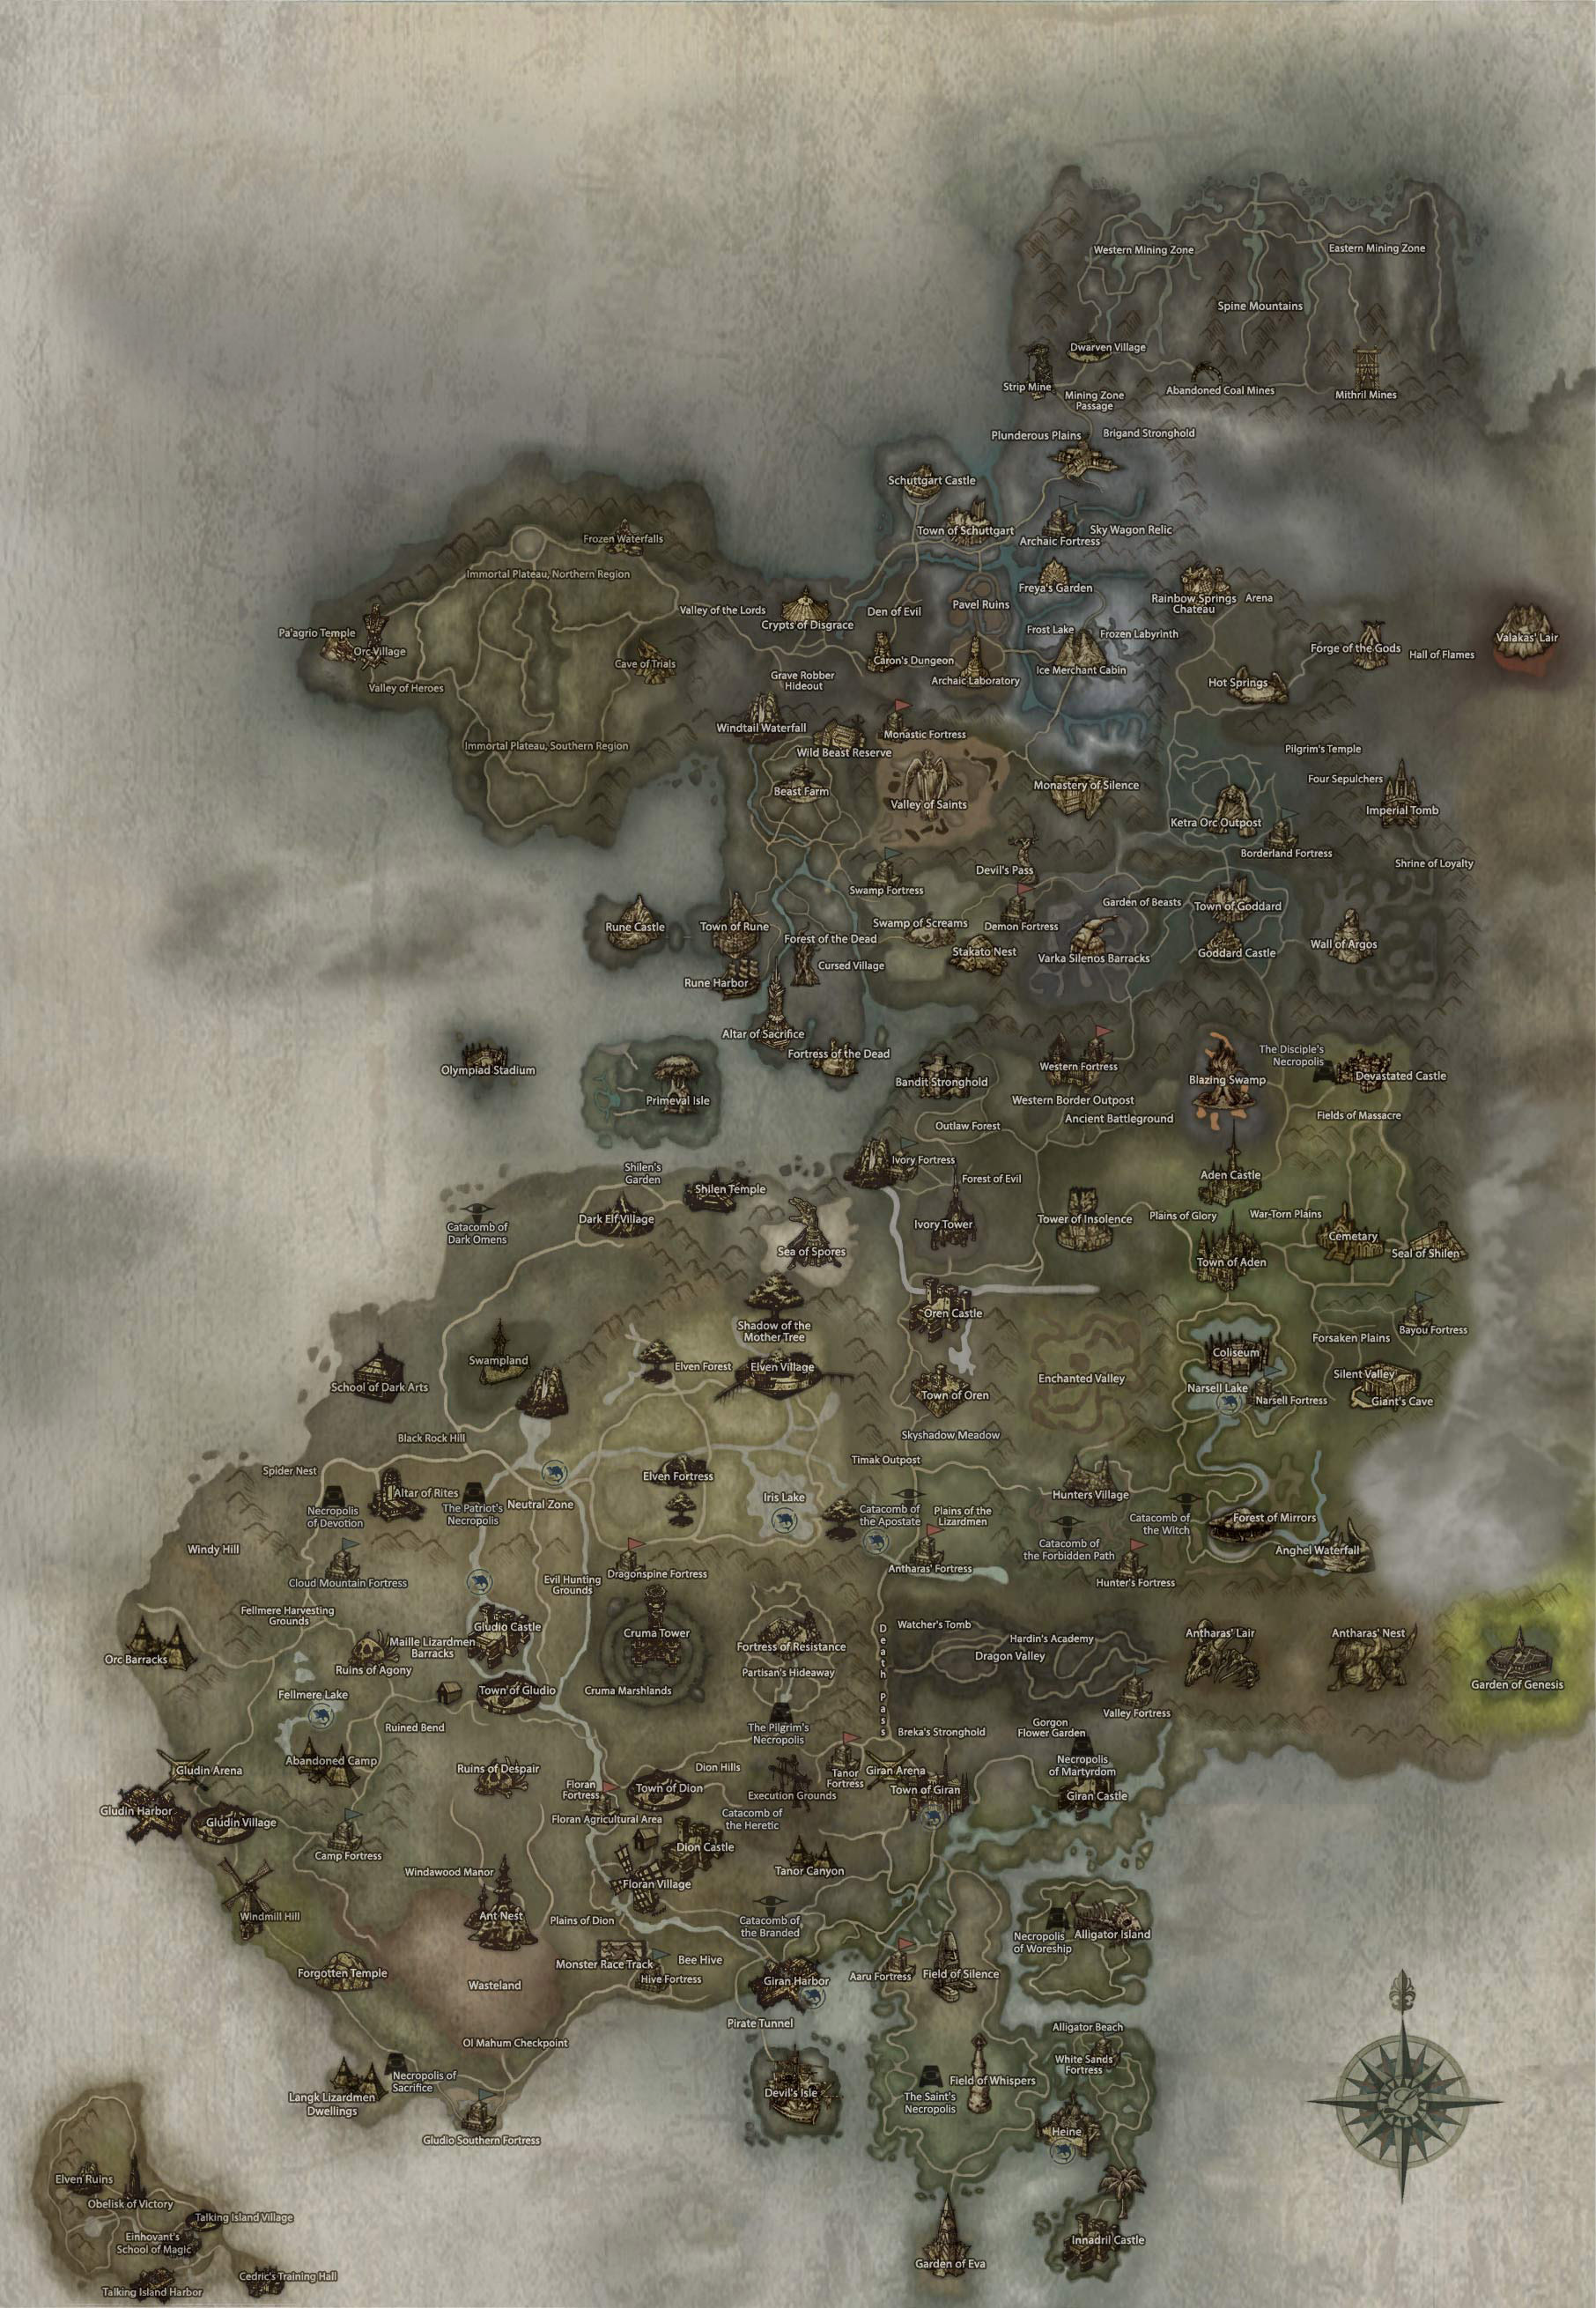 Western Mining Zone
Eastern Mining Zone
Spine Mountains
Dwarven Village
Strip Mine
Mining Zone
Passage
Abandoned Coal Mines
Mithril Mines
Plunderous Plains
Brigand Stronghold
Schuttgart Castle
Town of Schuttgart
Sky Wagon Relic
Archaic Fortress
Frozen Waterfalls
Immortal Plateau, Northern Region
Freya's Garden
Rainbow Springs
Chateau
Arena
Valley of the Lords
Crypts of Disgrace
Den of Evil
Pavel Ruins
Pa'agrio Temple
Orc Village
Frost Lake
Frozen Labyrinth
Valakas' Lair
Forge of the Gods
Hall of Flames
Cave of Trials
Caron's Dungeon
Archaic Laboratory
Ice Merchant Cabin
Valley of Heroes
Grave Robber
Hideout
Hot Springs
Windtail Waterfall
Monastic Fortress
Immortal Plateau, Southern Region
Wild Beast Reserve
Pilgrim's Temple
Beast Farm
Valley of Saints
Monastery of Silence
Four Sepulchers
Imperial Tomb
Ketra Orc Outpost
Borderland Fortress
Shrine of Loyalty
Devil's Pass
Swamp Fortress
Garden of Beasts
Town of Goddard
Rune Castle
Town of Rune
Swamp of Screams
Demon Fortress
Forest of the Dead
Stakato Nest
Varka Silenos Barracks
Goddard Castle
Wall of Argos
Cursed Village
Rune Harbor
Altar of Sacrifice
Fortress of the Dead
Olympiad Stadium
Primeval Isle
Bandit Stronghold
Western Fortress
Blazing Swamp
The Disciple's
Necropolis
Devastated Castle
Western Border Outpost
Ancient Battleground
Fields of Massacre
Outlaw Forest
Ivory Fortress
Forest of Evil
Aden Castle
Shilen's
Garden
Shilen Temple
Dark Elf Village
Catacomb of
Dark Omens
Sea of Spores
Ivory Tower
Tower of Insolence
Plains of Glory
War-Torn Plains
Cemetary
Seal of Shilen
Town of Aden
Oren Castle
Shadow of the
Mother Tree
Bayou Fortress
Forsaken Plains
Coliseum
Swampland
Elven Forest
Elven Village
School of Dark Arts
Enchanted Valley
Silent Valley
Narsell Lake
Narsell Fortress
Giant's Cave
Town of Oren
Skyshadow Meadow
Black Rock Hill
Timak Outpost
Spider Nest
Elven Fortress
Altar of Rites
Iris Lake
Hunters Village
Necropolis
of Devotion
The Patriot's
Necropolis
Neutral Zone
Catacomb of
the Apostate
Plains of the
Lizardmen
Catacomb of
the Witch
Forest of Mirrors
Windy Hill
Catacomb of
the Forbidden Path
Anghel Waterfall
Cloud Mountain Fortress
Evil Hunting
Grounds
Dragonspine Fortress
Antharas' Fortress
Hunter's Fortress
Fellmere Harvesting
Grounds
Gludio Castle
Cruma Tower
Fortress of Resistance
Death Pass
Watcher's Tomb
Hardin's Academy
Dragon Valley
Antharas' Lair
Antharas' Nest
Orc Barracks
Maille Lizardmen
Barracks
Ruins of Agony
Partisan's Hideaway
Garden of Genesis
Fellmere Lake
Town of Gludio
Cruma Marshlands
Valley Fortress
Ruined Bend
The Pilgrim's
Necropolis
Breka's Stronghold
Gorgon
Flower Garden
Gludin Arena
Abandoned Camp
Ruins of Despair
Dion Hills
Tanor
Fortress
Giran Arena
Necropolis
of Martyrdom
Floran
Fortress
Town of Dion
Execution Grounds
Town of Giran
Giran Castle
Gludin Harbor
Gludin Village
Floran Agricultural Area
Catacomb of
the Heretic
Camp Fortress
Dion Castle
Windawood Manor
Floran Village
Tanor Canyon
Windmill Hill
Ant Nest
Plains of Dion
Catacomb of
the Branded
Necropolis
of Woreship
Alligator Island
Forgotten Temple
Monster Race Track
Bee Hive
Hive Fortress
Giran Harbor
Aaru Fortress
Field of Silence
Wasteland
Pirate Tunnel
Alligator Beach
Ol Mahum Checkpoint
White Sands
Fortress
Langk Lizardmen
Dwellings
Necropolis of
Sacrifice
Devil's Isle
The Saint's
Necropolis
Field of Whispers
Heine
Gludio Southern Fortress
Elven Ruins
Obelisk of Victory
Talking Island Village
Einhovant's
School of Magic
Innadril Castle
Garden of Eva
Cedric's Training Hall
Talking Island Harbor